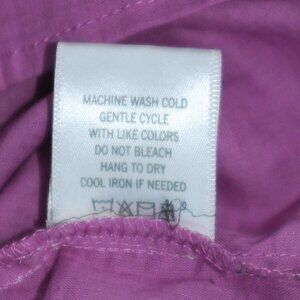 MACHINE WASH COLD
GENTLE CYCLE
WITH LIKE COLORS
DO NOT BLEACH
HANG TO DRY
COOL IRON IF NEEDED